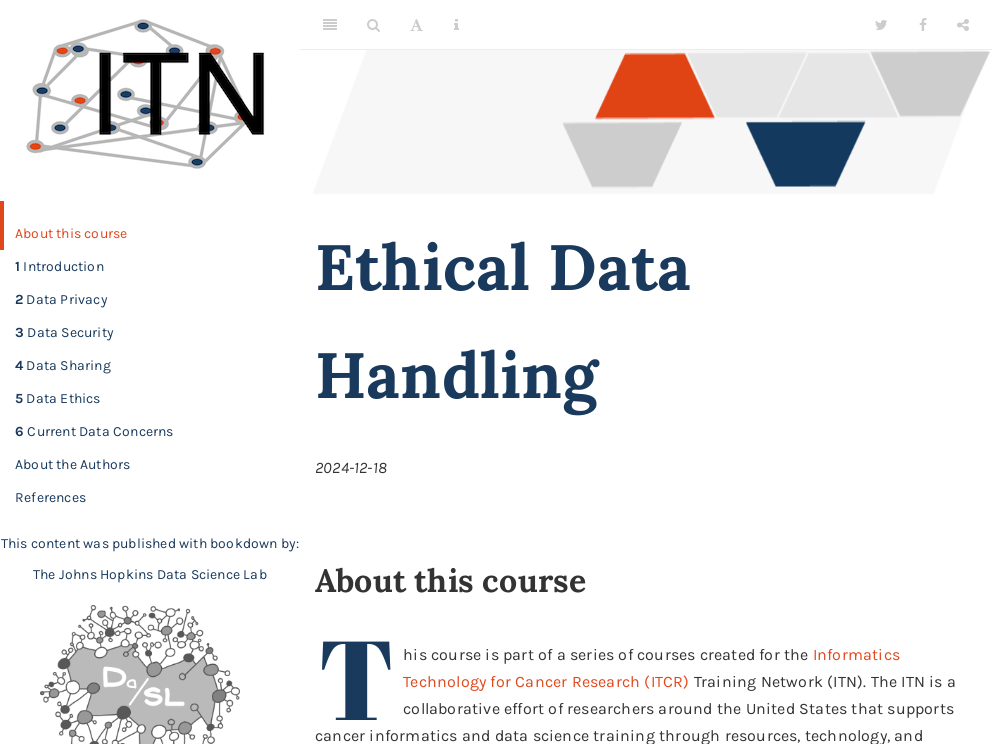 ITN
About this course
1 Introduction
2 Data Privacy
3 Data Security
4 Data Sharing
5 Data Ethics
6 Current Data Concerns
About the Authors
References
This content was published with bookdown by:
The Johns Hopkins Data Science Lab
Da/SL
A
Ethical Data
Handling
2024-12-18
About this course
This course is part of a series of courses created for the Informatics
Technology for Cancer Research (ITCR) Training Network (ITN). The ITN is a
collaborative effort of researchers around the United States that supports
cancer informatics and data science training through resources, technology, and